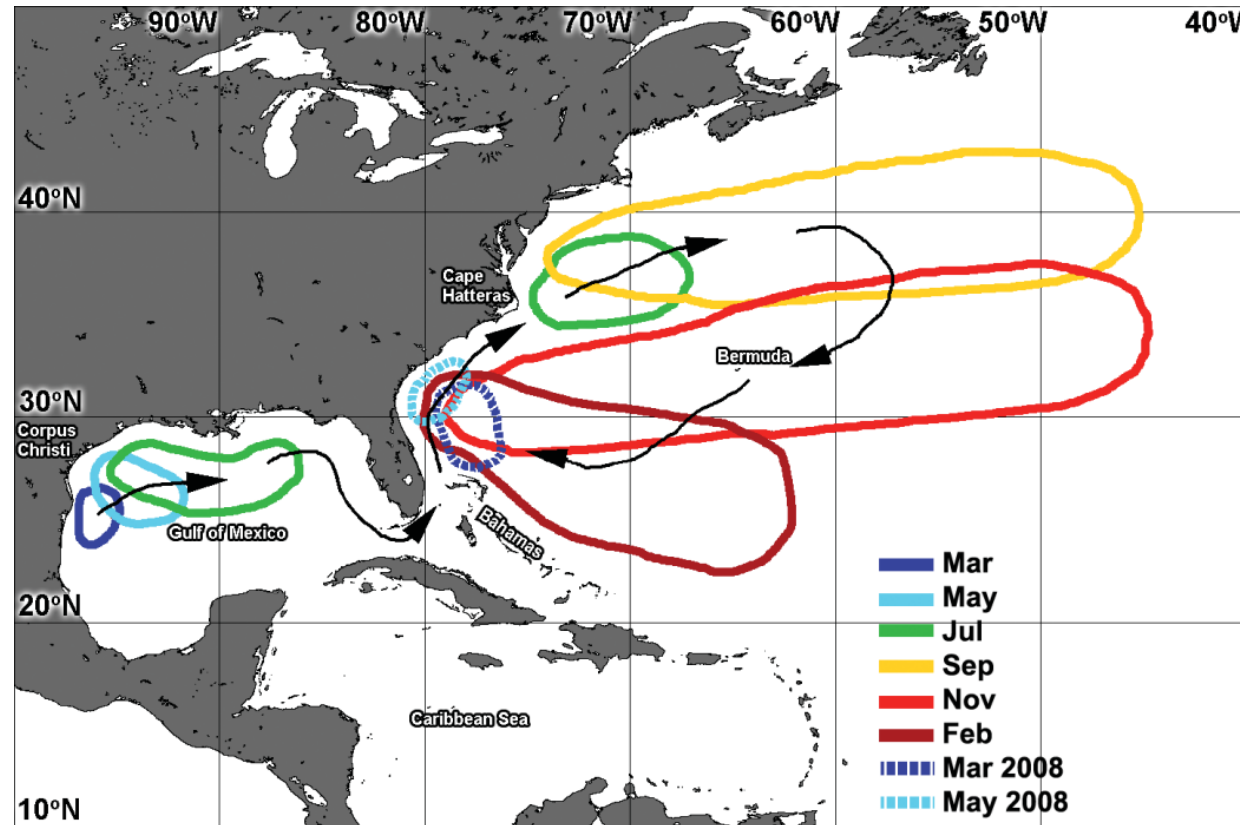 90°W 80°W 70°W 60°W 50°W 40°W
40°N
Cape
Hatteras
Bermuda
30°N
Corpus
Christi
Gulf of Mexico
Bahamas
20°N
Caribbean Sea
10°N
Mar
May
Jul
Sep
Nov
Feb
Mar 2008
May 2008